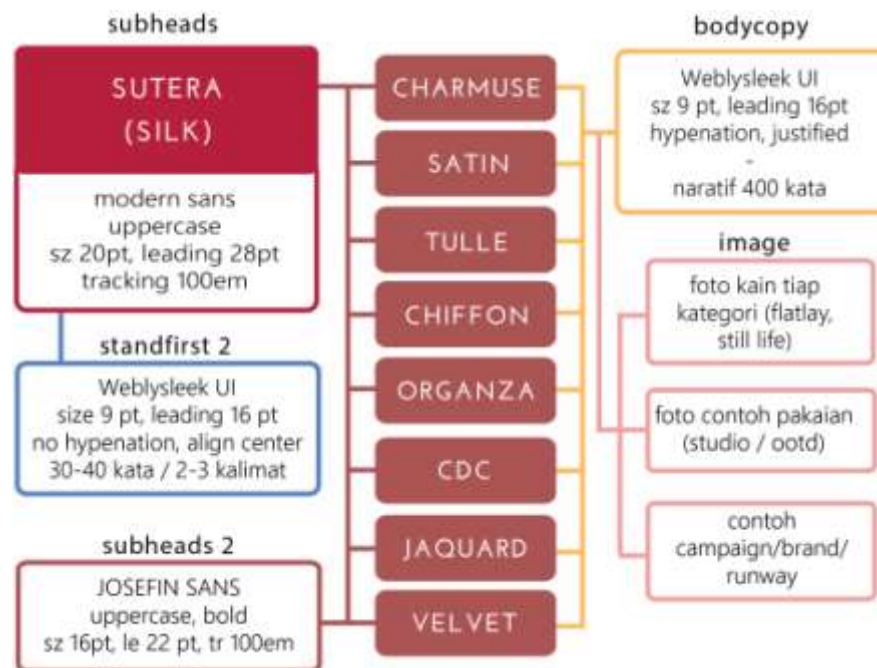 subheads
SUTERA
(SILK)
modern sans
uppercase
sz 20pt, leading 28pt
tracking 100em
standfirst 2
Weblysleek UI
size 9 pt, leading 16 pt
no hypenation, align center
30-40 kata / 2-3 kalimat
subheads 2
JOSEFIN SANS
uppercase, bold
sz 16pt, le 22 pt, tr 100em
CHARMUSE
SATIN
TULLE
CHIFFON
ORGANZA
CDC
JAQUARD
VELVET
bodycopy
Weblysleek UI
sz 9 pt, leading 16pt
hypenation, justified
-
naratif 400 kata
image
foto kain tiap
kategori (flatlay,
still life)
foto contoh pakaian
(studio / ootd)
contoh
campaign/brand/
runway